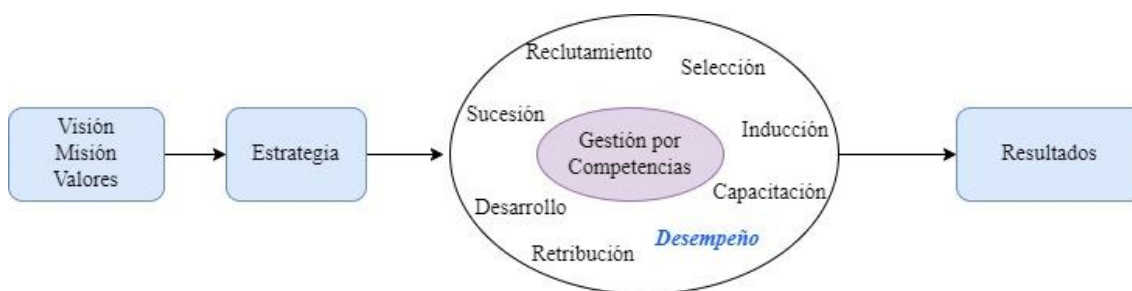 Visión
Misión
Valores
Estrategia
Reclutamiento
Selección
Sucesión
Inducción
Gestión por
Competencias
Capacitación
Desarrollo
Desempeño
Retribución
Resultados